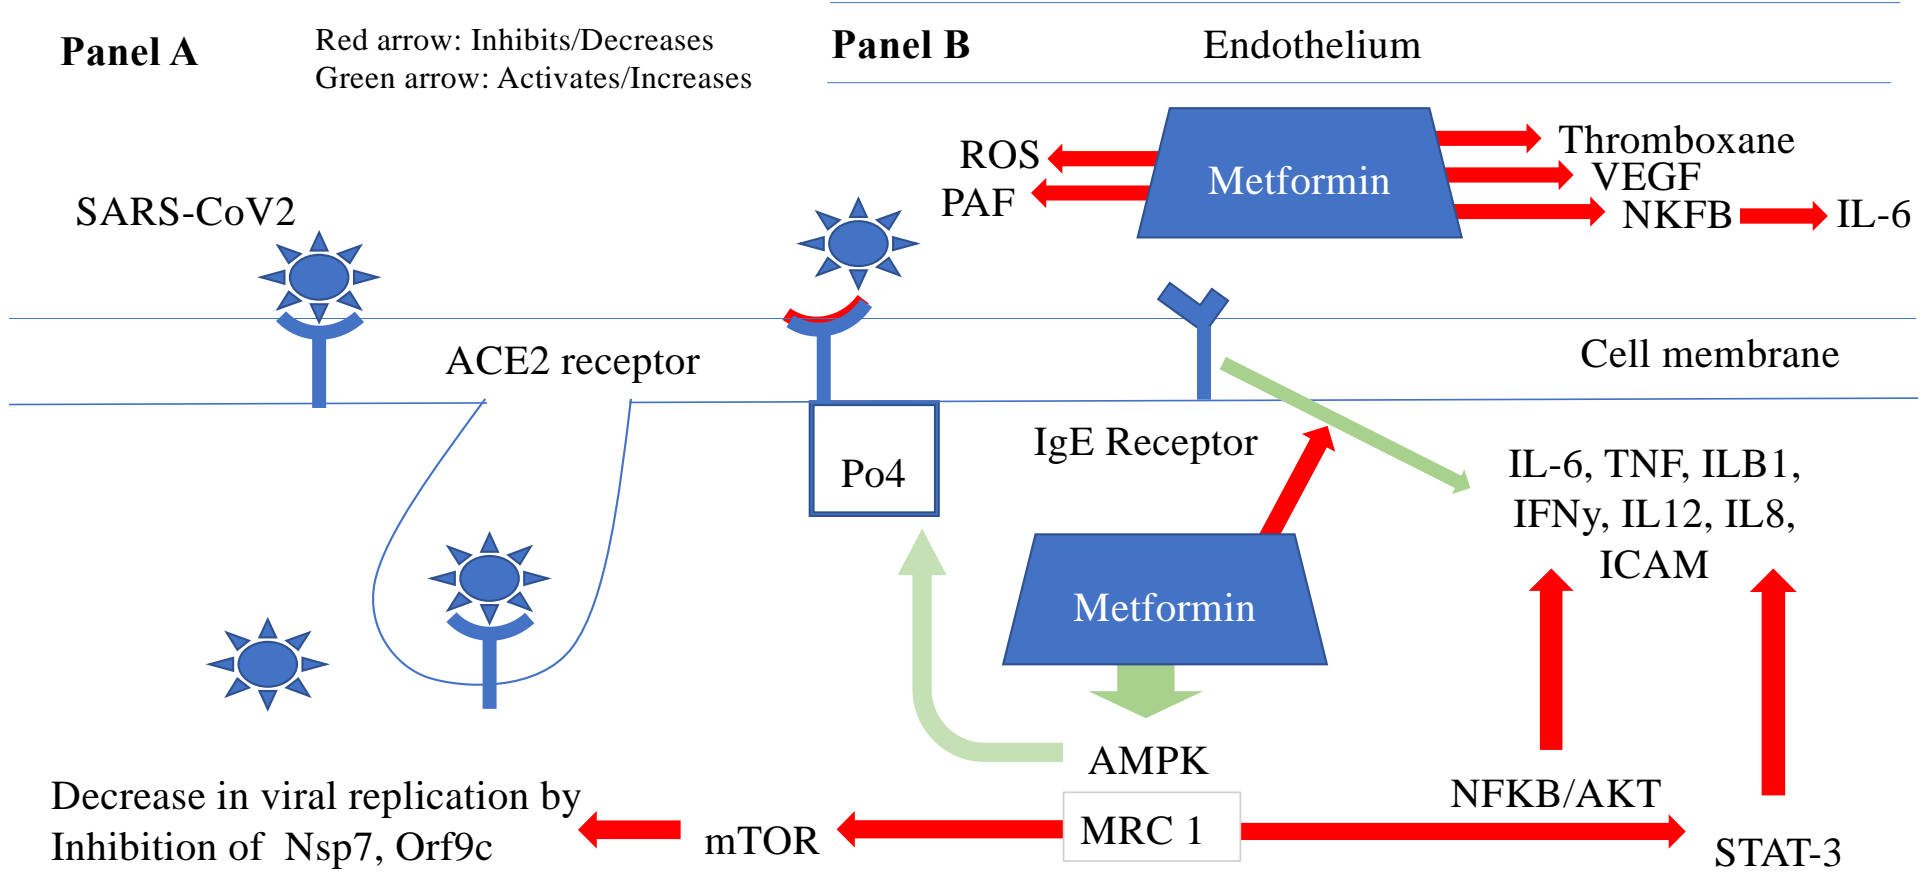 Panel A
Red arrow: Inhibits/Decreases
Green arrow: Activates/Increases
Panel B
Endothelium
SARS-CoV2
ROS
PAF
Metformin
Thromboxane
VEGF
NKFB
IL-6
ACE2 receptor
Cell membrane
Po4
IgE Receptor
IL-6, TNF, ILB1,
IFNy, IL12, IL8,
ICAM
Metformin
AMPK
MRC 1
NFKB/AKT
STAT-3
mTOR
Decrease in viral replication by
Inhibition of Nsp7, Orf9c